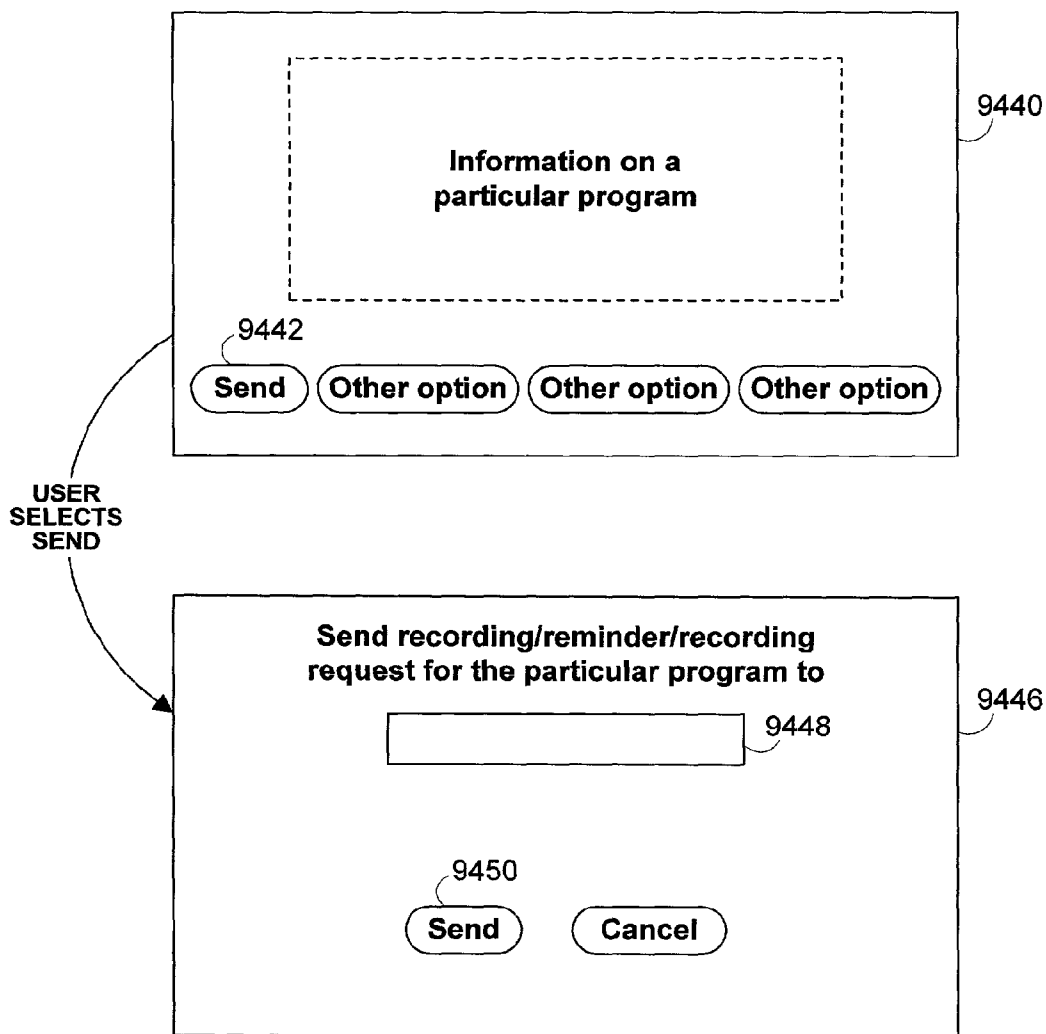 Information on a
particular program
9440
9442
Send Other option Other option Other option
USER
SELECTS
SEND
Send recording/reminder/recording
request for the particular program to
9446
9448
9450
Send Cancel